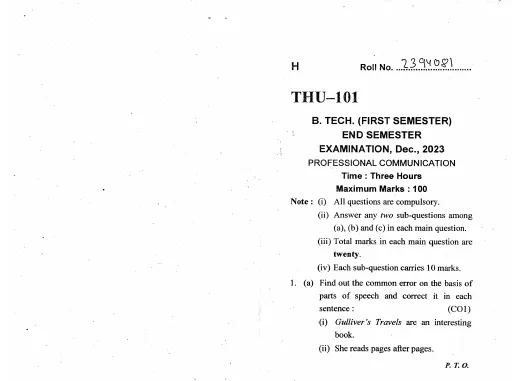 H Roll No. 2394081
THU–101
B. TECH. (FIRST SEMESTER)
END SEMESTER
EXAMINATION, Dec., 2023
PROFESSIONAL COMMUNICATION
Time : Three Hours
Maximum Marks : 100
Note : (i) All questions are compulsory.
(ii) Answer any two sub-questions among
(a), (b) and (c) in each main question.
(iii) Total marks in each main question are
twenty.
(iv) Each sub-question carries 10 marks.
1. (a) Find out the common error on the basis of
parts of speech and correct it in each
sentence : (CO1)
(i) Gulliver's Travels are an interesting
book.
(ii) She reads pages after pages.
P. T. O.